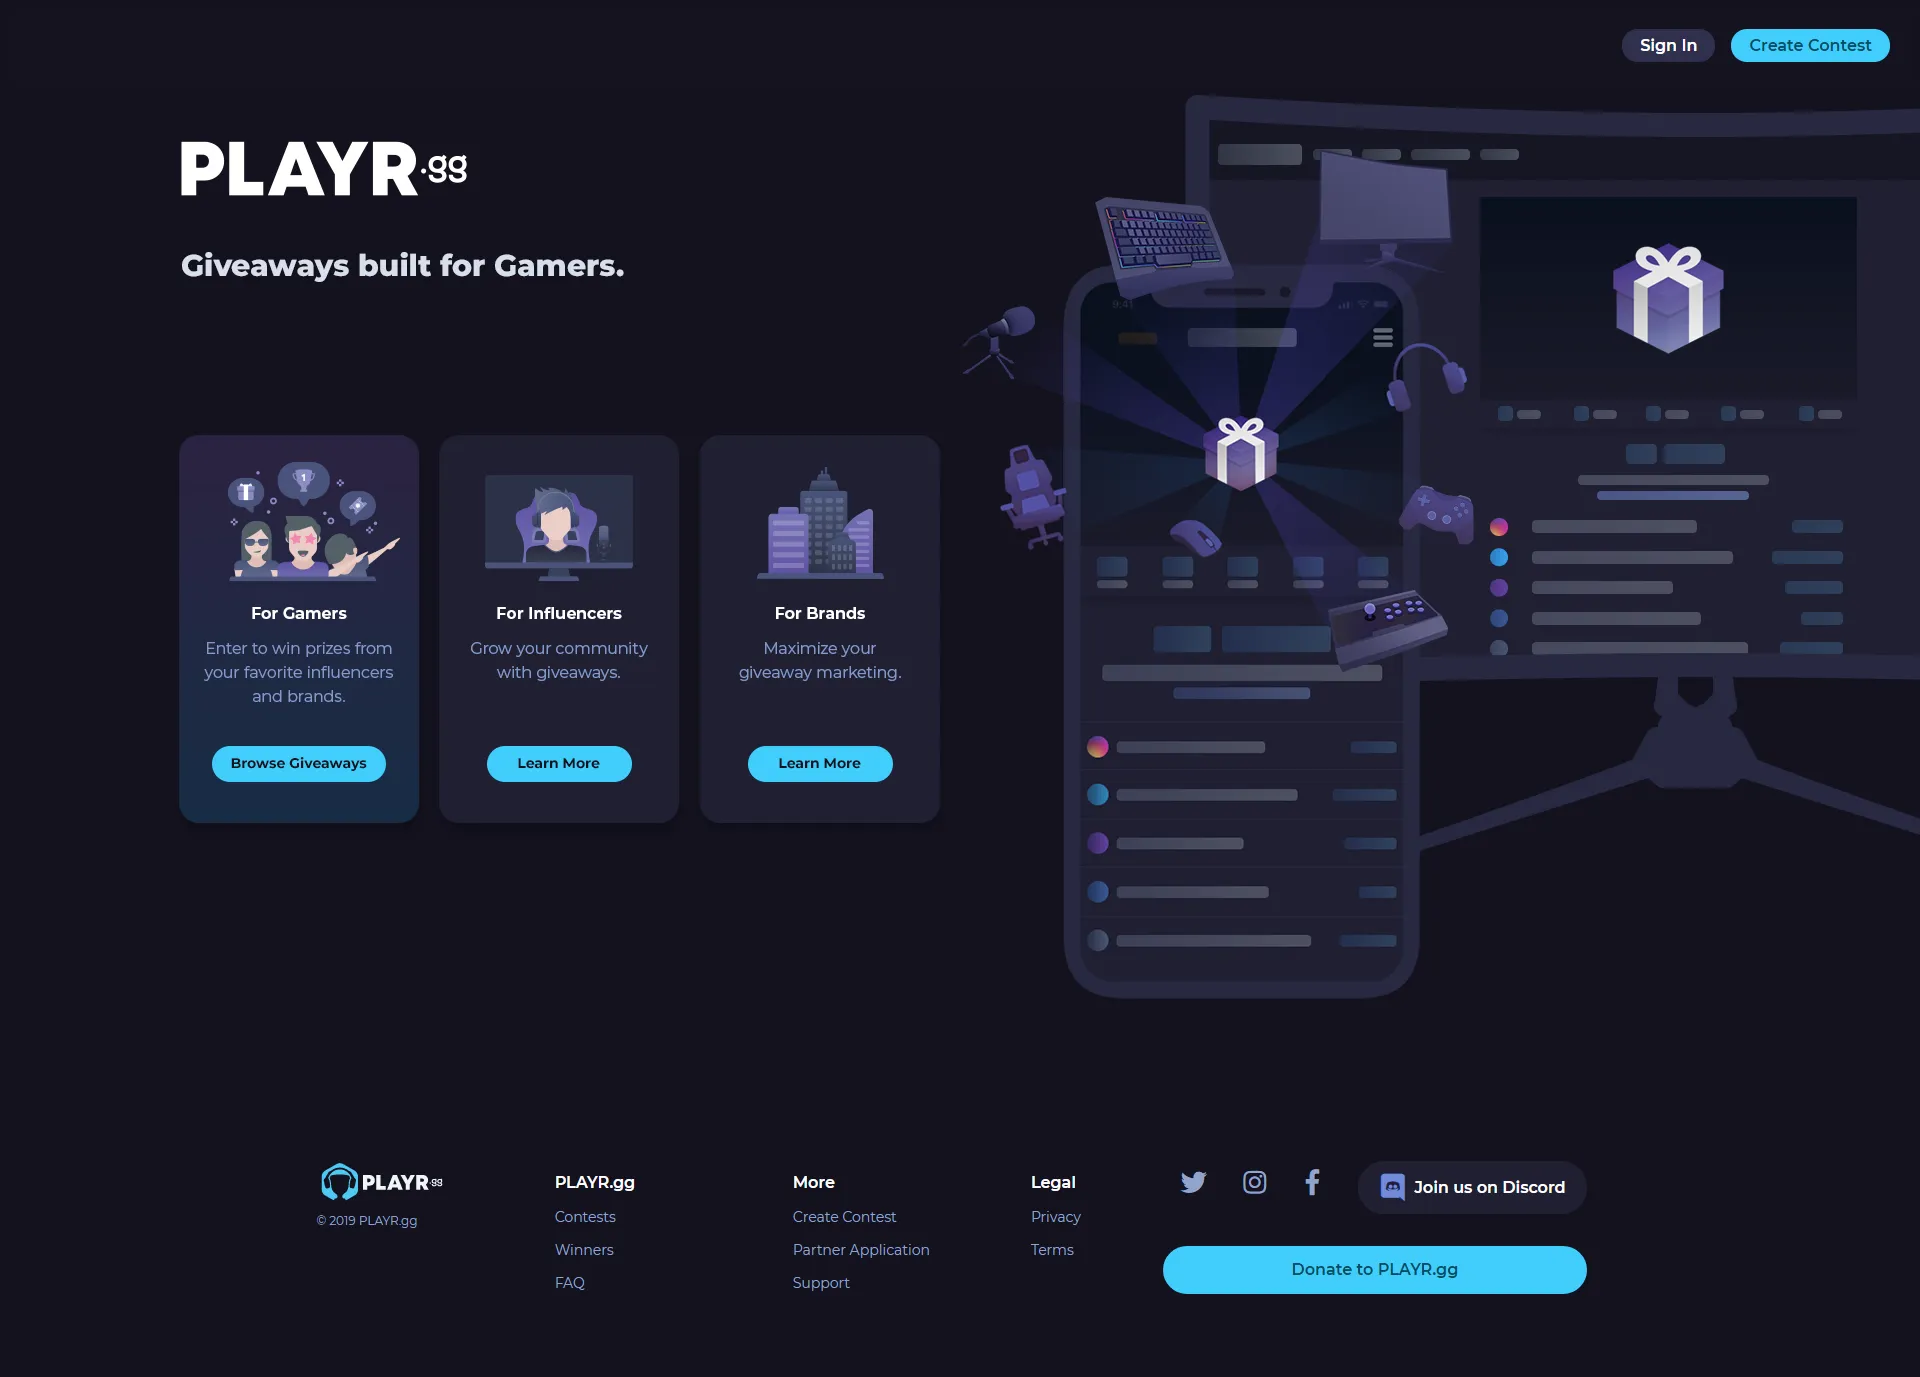 Sign In
Create Contest
PLAYR.gg
Giveaways built for Gamers.
9:41
1
For Gamers
Enter to win prizes from
your favorite influencers
and brands.
Browse Giveaways
For Influencers
Grow your community
with giveaways.
Learn More
For Brands
Maximize your
giveaway marketing.
Learn More
PLAYR.gg
© 2019 PLAYR.gg
PLAYR.gg
Contests
Winners
FAQ
More
Create Contest
Partner Application
Support
Legal
Privacy
Terms
Join us on Discord
Donate to PLAYR.gg